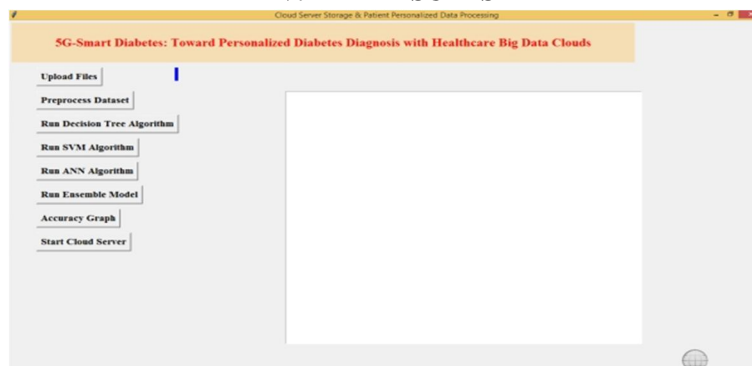 Cloud Server Storage & Patient Personalized Data Processing
5G-Smart Diabetes: Toward Personalized Diabetes Diagnosis with Healthcare Big Data Clouds
Upload Files
Preprocess Dataset
Run Decision Tree Algorithm
Run SVM Algorithm
Run ANN Algorithm
Run Ensemble Model
Accuracy Graph
Start Cloud Server